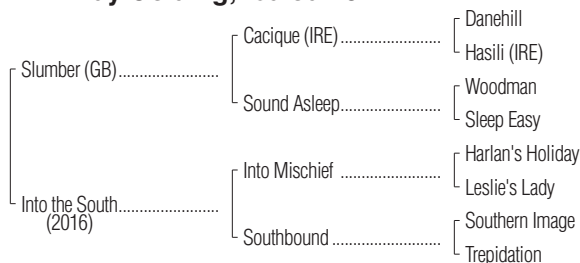 Cacique (IRE)
Danehill
Hasili (IRE)
Slumber (GB)
Sound Asleep
Woodman
Sleep Easy
Into Mischief
Harlan's Holiday
Leslie's Lady
Into the South
(2016)
Southbound
Southern Image
Trepidation